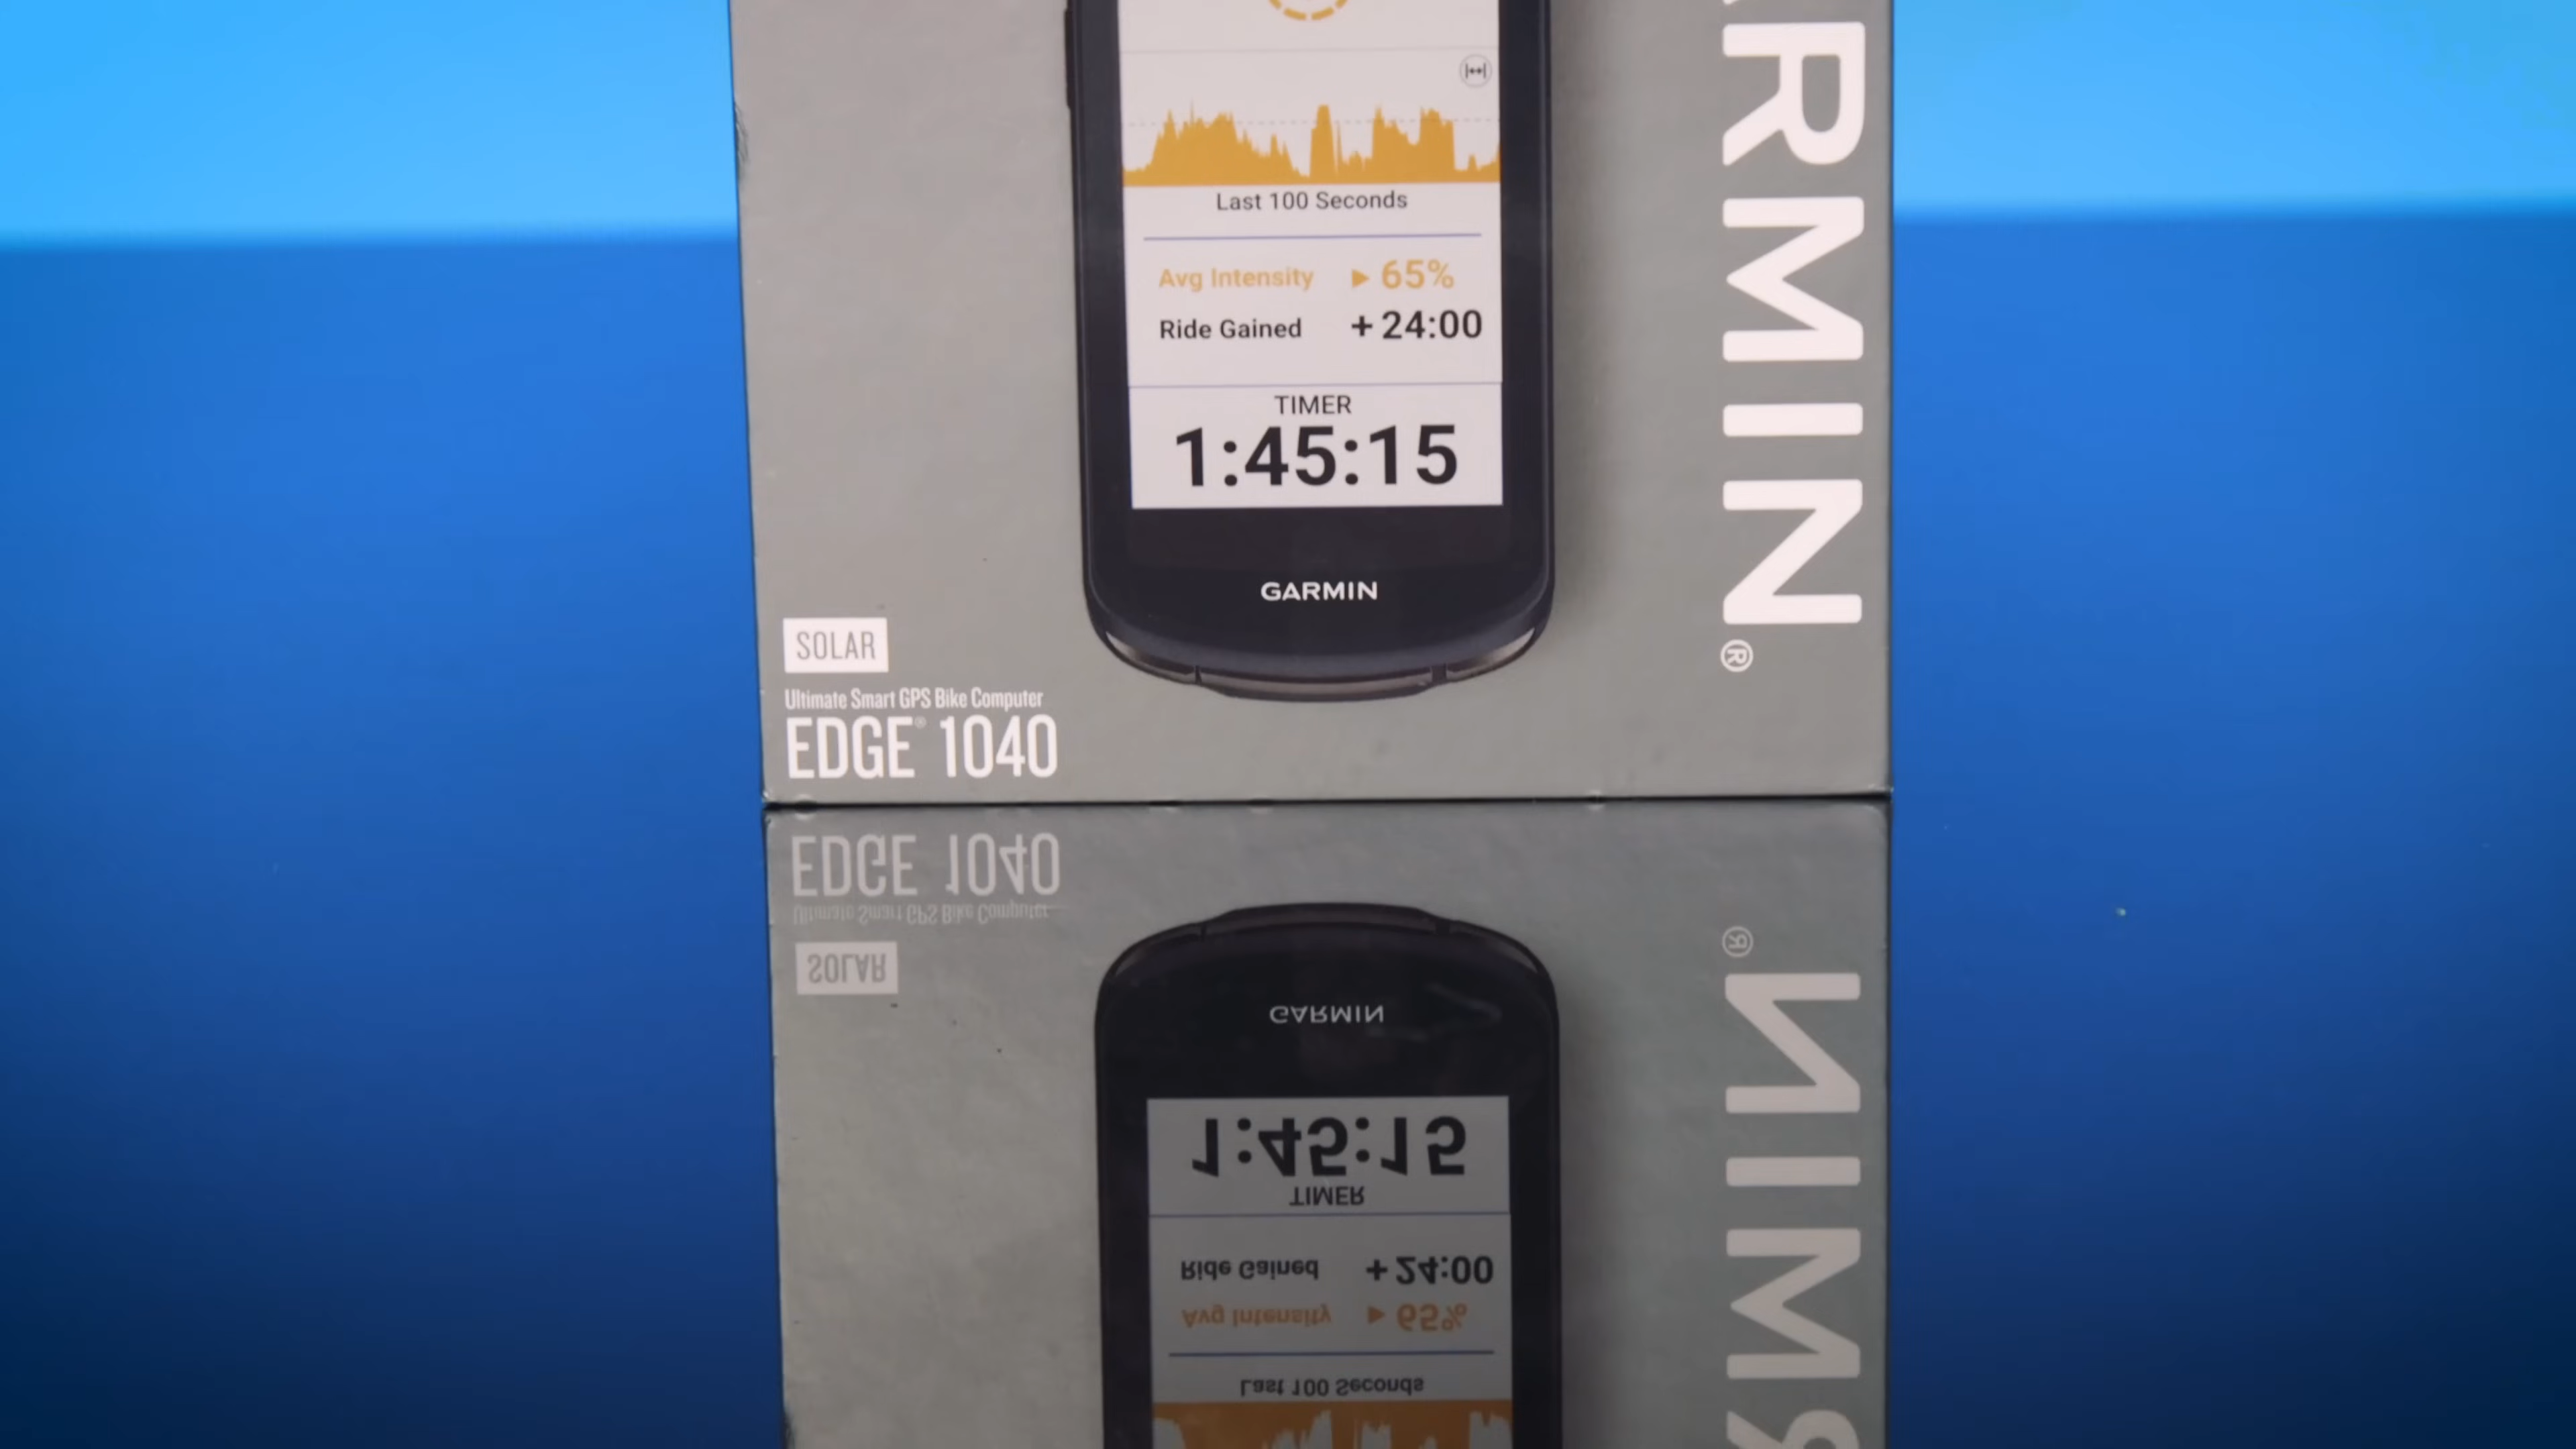 Last 100 Seconds
Avg Intensity ▶ 65%
Ride Gained + 24:00
TIMER
1:45:15
GARMIN
SOLAR
Ultimate Smart GPS Bike Computer
EDGE® 1040
RMIN®
EDGE 1040
Ultimate Smart GPS Bike Computer
SOLAR
GARMIN
1:45:15
TIMER
Ride Gained + 24:00
Avg Intensity ▶ 65%
Last 100 Seconds
RMIN®